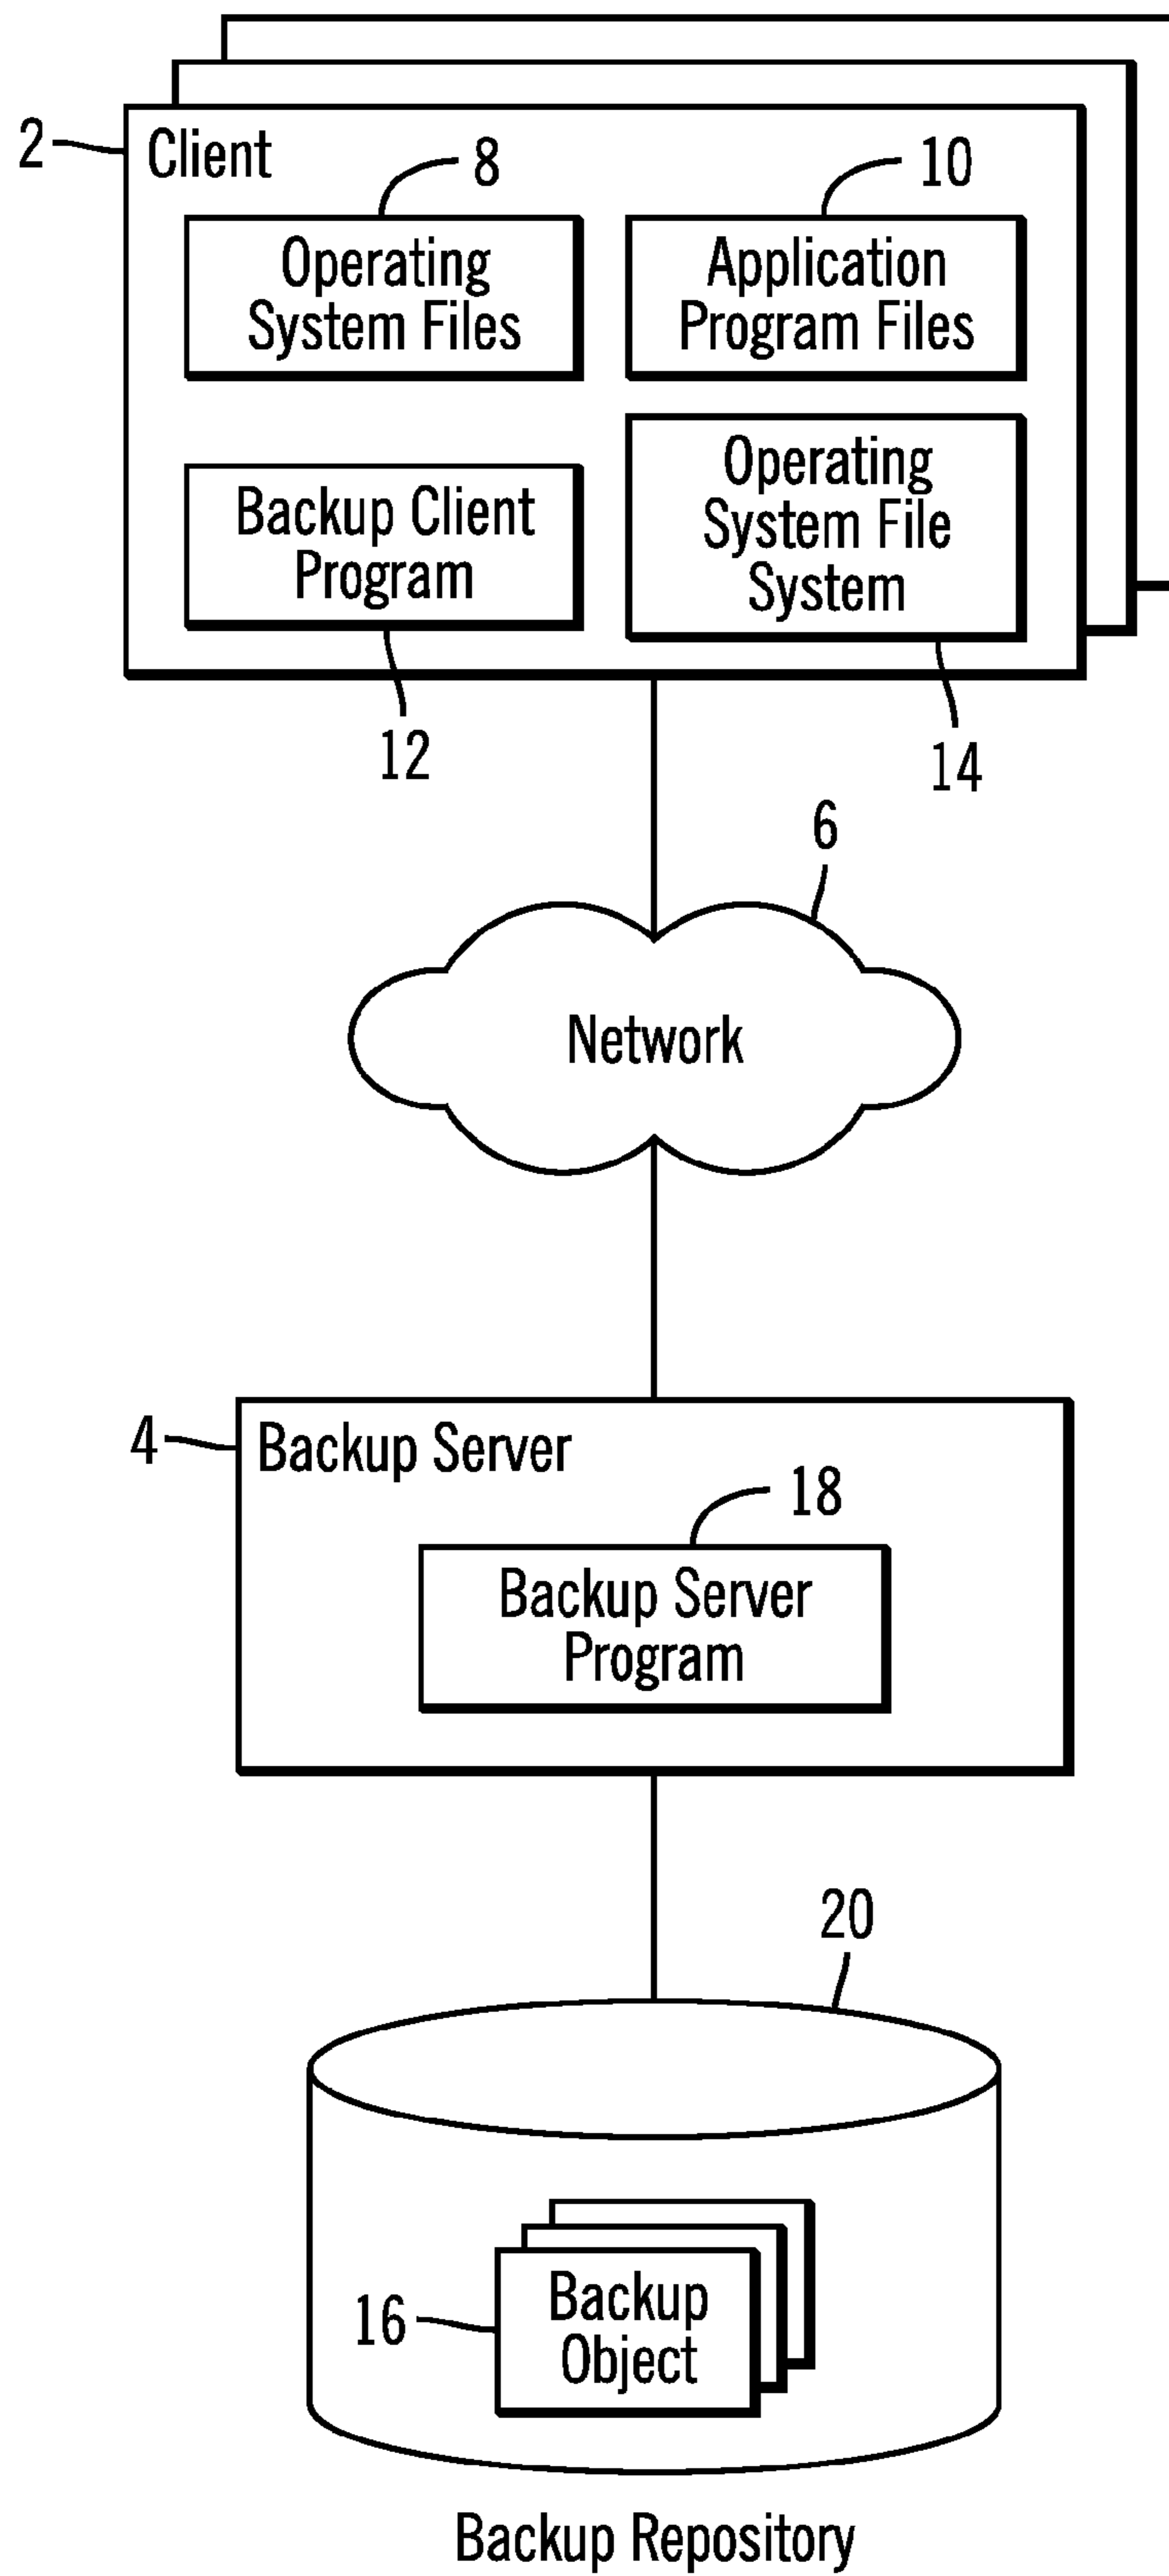 2
Client
8
10
Operating
System Files
Application
Program Files
Backup Client
Program
Operating
System File
System
12
14
6
Network
4
Backup Server
18
Backup Server
Program
20
16
Backup
Object
Backup Repository